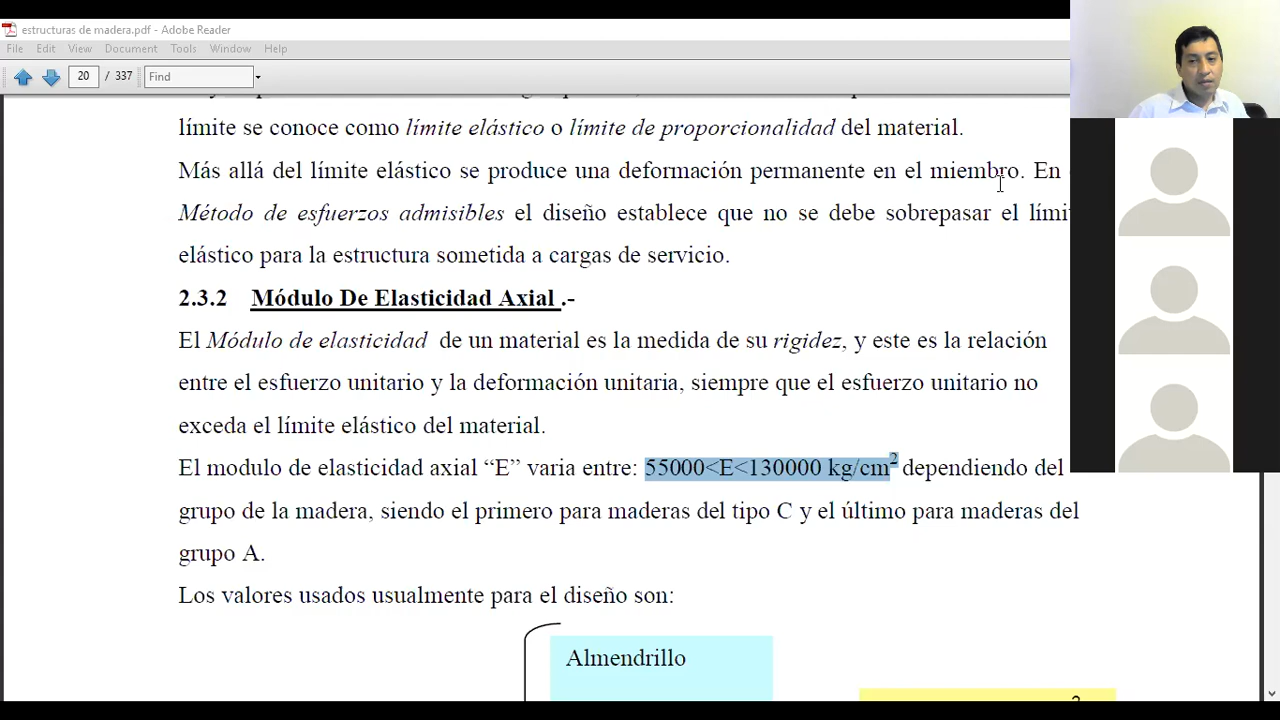 estructuras de madera.pdf - Adobe Reader
File Edit View Document Tools Window Help
20 / 337 Find
límite se conoce como límite elástico o límite de proporcionalidad del material.
Más allá del límite elástico se produce una deformación permanente en el miembro. En
Método de esfuerzos admisibles el diseño establece que no se debe sobrepasar el
elástico para la estructura sometida a cargas de servicio.
2.3.2 Módulo De Elasticidad Axial .-
El Módulo de elasticidad de un material es la medida de su rigidez, y este es la relación
entre el esfuerzo unitario y la deformación unitaria, siempre que el esfuerzo unitario no
exceda el límite elástico del material.
El modulo de elasticidad axial “E” varia entre: 55000<E<130000 kg/cm² dependiendo del
grupo de la madera, siendo el primero para maderas del tipo C y el último para maderas del
grupo A.
Los valores usados usualmente para el diseño son:
Almendrillo